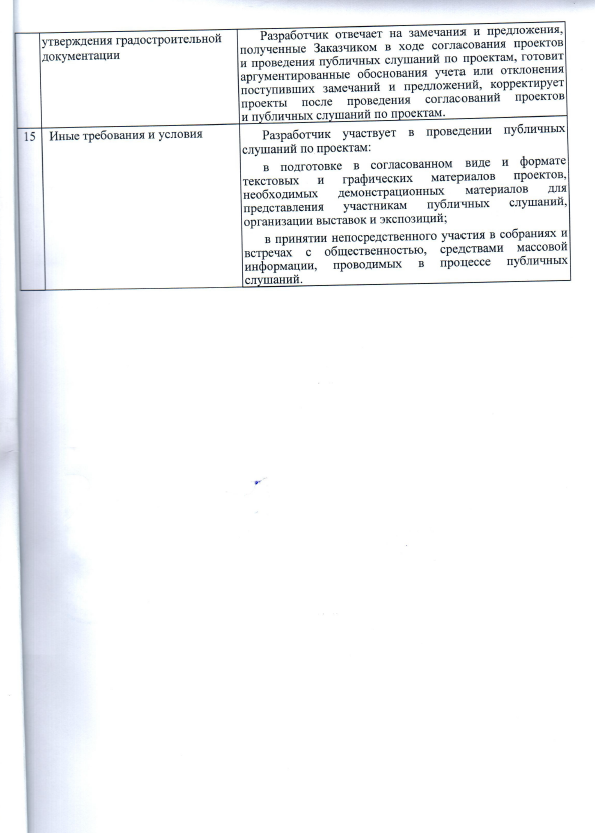 утверждения градостроительной
документации
Разработчик отвечает на замечания и предложения,
полученные Заказчиком в ходе согласования проектов
и проведения публичных слушаний по проектам, готовит
аргументированные обоснования учета или отклонения
поступивших замечаний и предложений, корректирует
проекты после проведения согласований проектов
и публичных слушаний по проектам.
15
Иные требования и условия
Разработчик участвует в проведении публичных
слушаний по проектам:
в подготовке в согласованном виде и формате
текстовых и графических материалов проектов,
необходимых демонстрационных материалов для
представления участникам публичных слушаний,
организации выставок и экспозиций;
в принятии непосредственного участия в собраниях и
встречах с общественностью, средствами массовой
информации, проводимых в процессе публичных
слушаний.